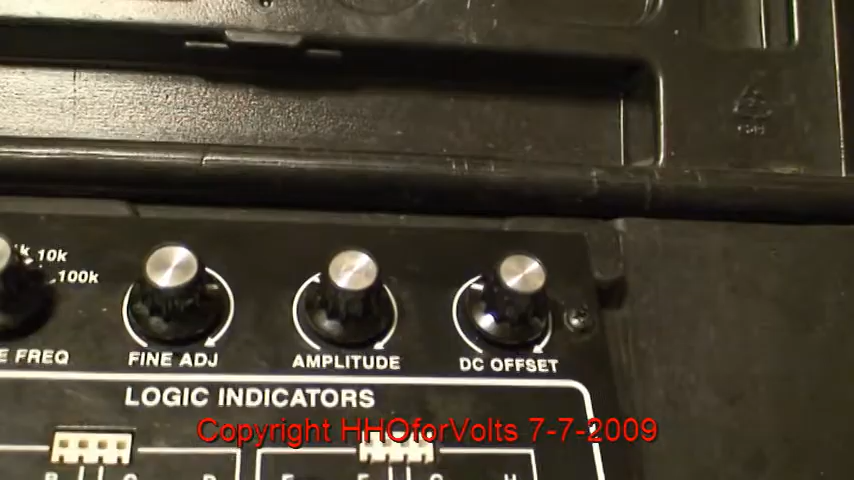 10k
100k
FREQ
FINE ADJ
AMPLITUDE
DC OFFSET
LOGIC INDICATORS
Copyright HHOforVolts 7-7-2009